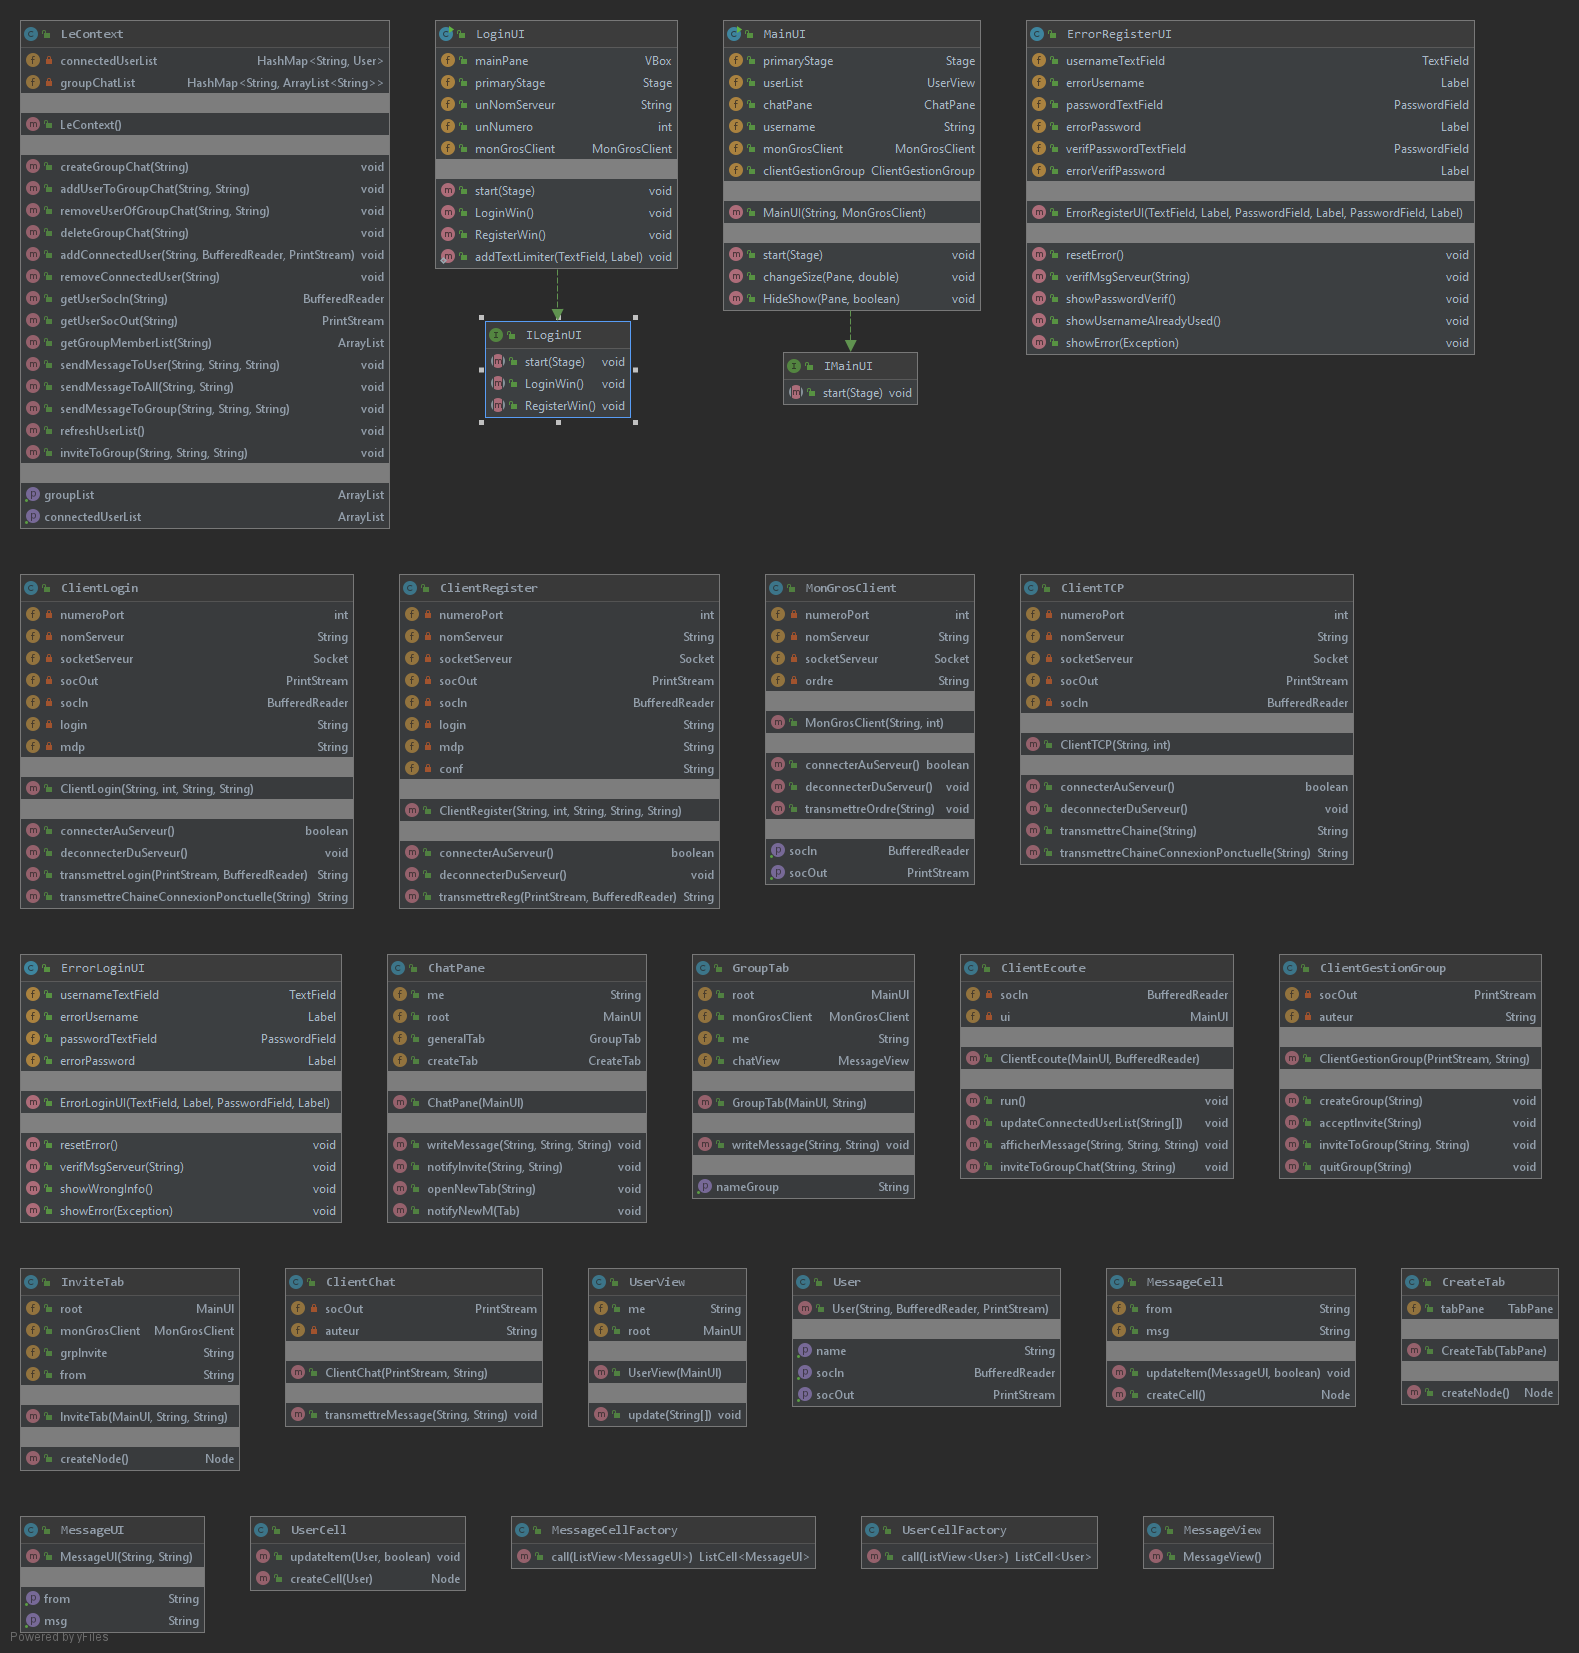 LeContext
connectedUserList HashMap<String, User>
groupChatList HashMap<String, ArrayList<String>>
LeContext()
createGroupChat(String) void
addUserToGroupChat(String, String) void
removeUserOfGroupChat(String, String) void
deleteGroupChat(String) void
addConnectedUser(String, BufferedReader, PrintStream) void
removeConnectedUser(String) void
getUserSocIn(String) BufferedReader
getUserSocOut(String) PrintStream
getGroupMemberList(String) ArrayList
sendMessageToUser(String, String, String) void
sendMessageToAll(String, String) void
sendMessageToGroup(String, String, String) void
refreshUserList() void
inviteToGroup(String, String, String) void
groupList ArrayList
connectedUserList ArrayList
LoginUI
mainPane VBox
primaryStage Stage
unNomServeur String
unNumero int
monGrosClient MonGrosClient
start(Stage) void
LoginWin() void
RegisterWin() void
addTextLimiter(TextField, Label) void
ILoginUI
start(Stage) void
LoginWin() void
RegisterWin() void
MainUI
primaryStage Stage
userList UserView
chatPane ChatPane
username String
monGrosClient MonGrosClient
clientGestionGroup ClientGestionGroup
MainUI(String, MonGrosClient)
start(Stage) void
changeSize(Pane, double) void
HideShow(Pane, boolean) void
IMainUI
start(Stage) void
ErrorRegisterUI
usernameTextField TextField
errorUsername Label
passwordTextField PasswordField
errorPassword Label
verifPasswordTextField PasswordField
errorVerifPassword Label
ErrorRegisterUI(TextField, Label, PasswordField, Label, PasswordField, Label)
resetError() void
verifMsgServeur(String) void
showPasswordVerif() void
showUsernameAlreadyUsed() void
showError(Exception) void
ClientLogin
numeroPort int
nomServeur String
socketServeur Socket
socOut PrintStream
socIn BufferedReader
login String
mdp String
ClientLogin(String, int, String, String)
connecterAuServeur() boolean
deconnecterDuServeur() void
transmettreLogin(PrintStream, BufferedReader) String
transmettreChaineConnexionPonctuelle(String) String
ClientRegister
numeroPort int
nomServeur String
socketServeur Socket
socOut PrintStream
socIn BufferedReader
login String
mdp String
conf String
ClientRegister(String, int, String, String, String)
connecterAuServeur() boolean
deconnecterDuServeur() void
transmettreReg(PrintStream, BufferedReader) String
MonGrosClient
numeroPort int
nomServeur String
socketServeur Socket
ordre String
MonGrosClient(String, int)
connecterAuServeur() boolean
deconnecterDuServeur() void
transmettreOrdre(String) void
socIn BufferedReader
socOut PrintStream
ClientTCP
numeroPort int
nomServeur String
socketServeur Socket
socOut PrintStream
socIn BufferedReader
ClientTCP(String, int)
connecterAuServeur() boolean
deconnecterDuServeur() void
transmettreChaine(String) String
transmettreChaineConnexionPonctuelle(String) String
ErrorLoginUI
usernameTextField TextField
errorUsername Label
passwordTextField PasswordField
errorPassword Label
ErrorLoginUI(TextField, Label, PasswordField, Label)
resetError() void
verifMsgServeur(String) void
showWrongInfo() void
showError(Exception) void
ChatPane
me String
root MainUI
generalTab GroupTab
createTab CreateTab
ChatPane(MainUI)
writeMessage(String, String, String) void
notifyInvite(String, String) void
openNewTab(String) void
notifyNewM(Tab) void
GroupTab
root MainUI
monGrosClient MonGrosClient
me String
chatView MessageView
GroupTab(MainUI, String)
writeMessage(String, String) void
nameGroup String
ClientEcoute
socIn BufferedReader
ui MainUI
ClientEcoute(MainUI, BufferedReader)
run() void
updateConnectedUserList(String[]) void
afficherMessage(String, String, String) void
inviteToGroupChat(String, String) void
ClientGestionGroup
socOut PrintStream
auteur String
ClientGestionGroup(PrintStream, String)
createGroup(String) void
acceptInvite(String) void
inviteToGroup(String, String) void
quitGroup(String) void
InviteTab
root MainUI
monGrosClient MonGrosClient
grpInvite String
from String
InviteTab(MainUI, String, String)
createNode() Node
ClientChat
socOut PrintStream
auteur String
ClientChat(PrintStream, String)
transmettreMessage(String, String) void
UserView
me String
root MainUI
UserView(MainUI)
update(String[]) void
User
User(String, BufferedReader, PrintStream)
name String
socIn BufferedReader
socOut PrintStream
MessageCell
from String
msg String
updateItem(MessageUI, boolean) void
createCell() Node
CreateTab
tabPane TabPane
CreateTab(TabPane)
createNode() Node
MessageUI
MessageUI(String, String)
from String
msg String
UserCell
updateItem(User, boolean) void
createCell(User) Node
MessageCellFactory
call(ListView<MessageUI>) ListCell<MessageUI>
UserCellFactory
call(ListView<User>) ListCell<User>
MessageView
MessageView()
Powered by yFiles